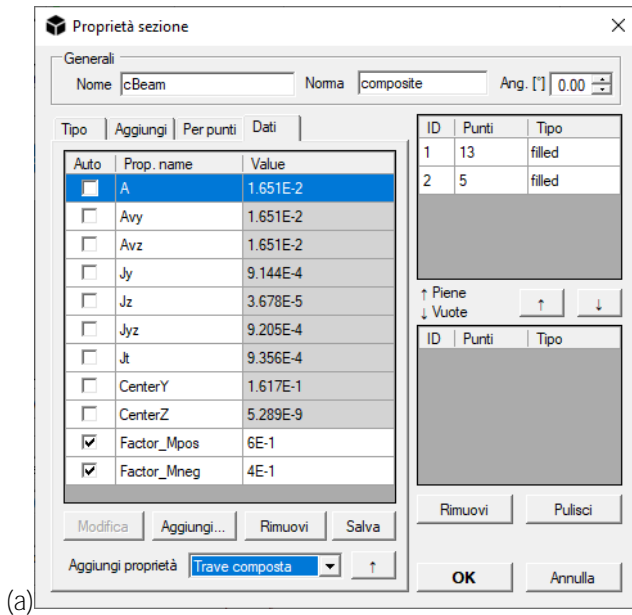 Proprietà sezione
Generali
Nome cBeam Norma composite Ang. [°] 0.00
Tipo Aggiungi Per punti Dati
Auto Prop. name Value
A 1.651E-2
Avy 1.651E-2
Avz 1.651E-2
Jy 9.144E-4
Jz 3.678E-5
Jyz 9.205E-4
Jt 9.356E-4
CenterY 1.617E-1
CenterZ 5.289E-9
Factor_Mpos 6E-1
Factor_Mneg 4E-1
Modifica Aggiungi... Rimuovi Salva
Aggiungi proprietà Trave composta ↑
ID Punti Tipo
1 13 filled
2 5 filled
↑ Piene
↓ Vuote
↑ ↓
ID Punti Tipo
Rimuovi Pulisci
OK Annulla
(a)